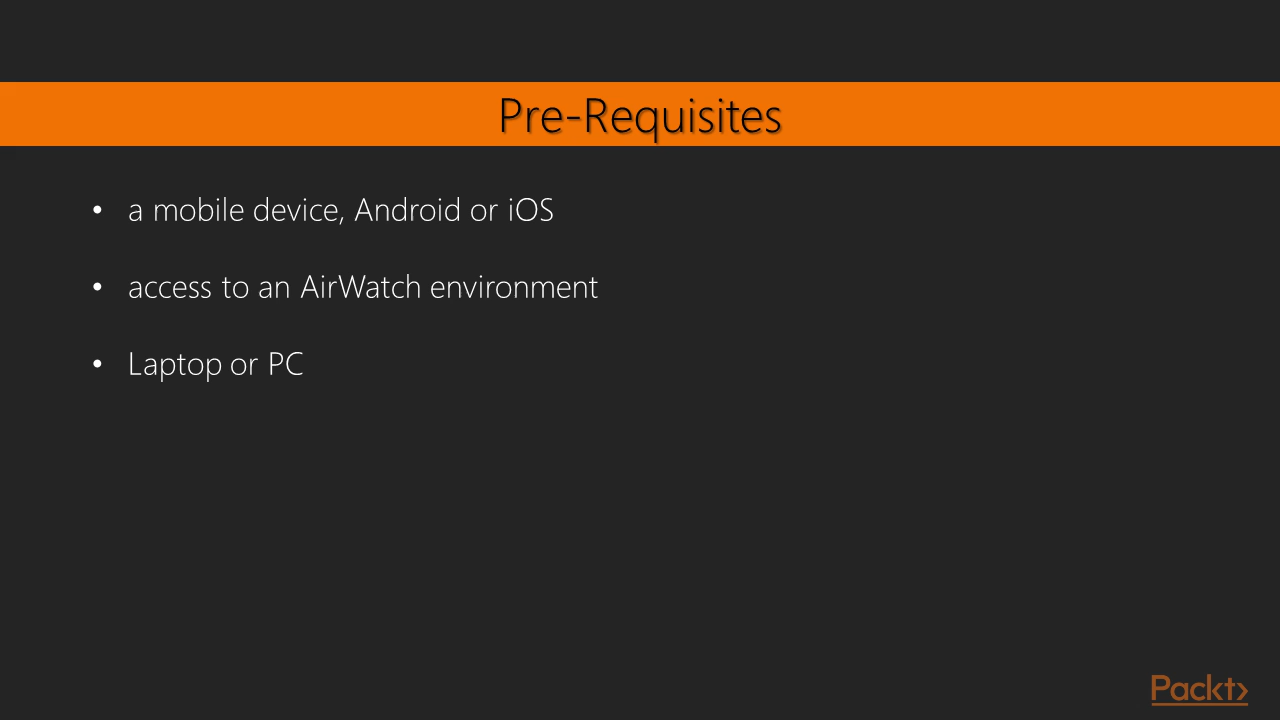 Pre-Requisites
• a mobile device, Android or iOS
• access to an AirWatch environment
• Laptop or PC
Packt>